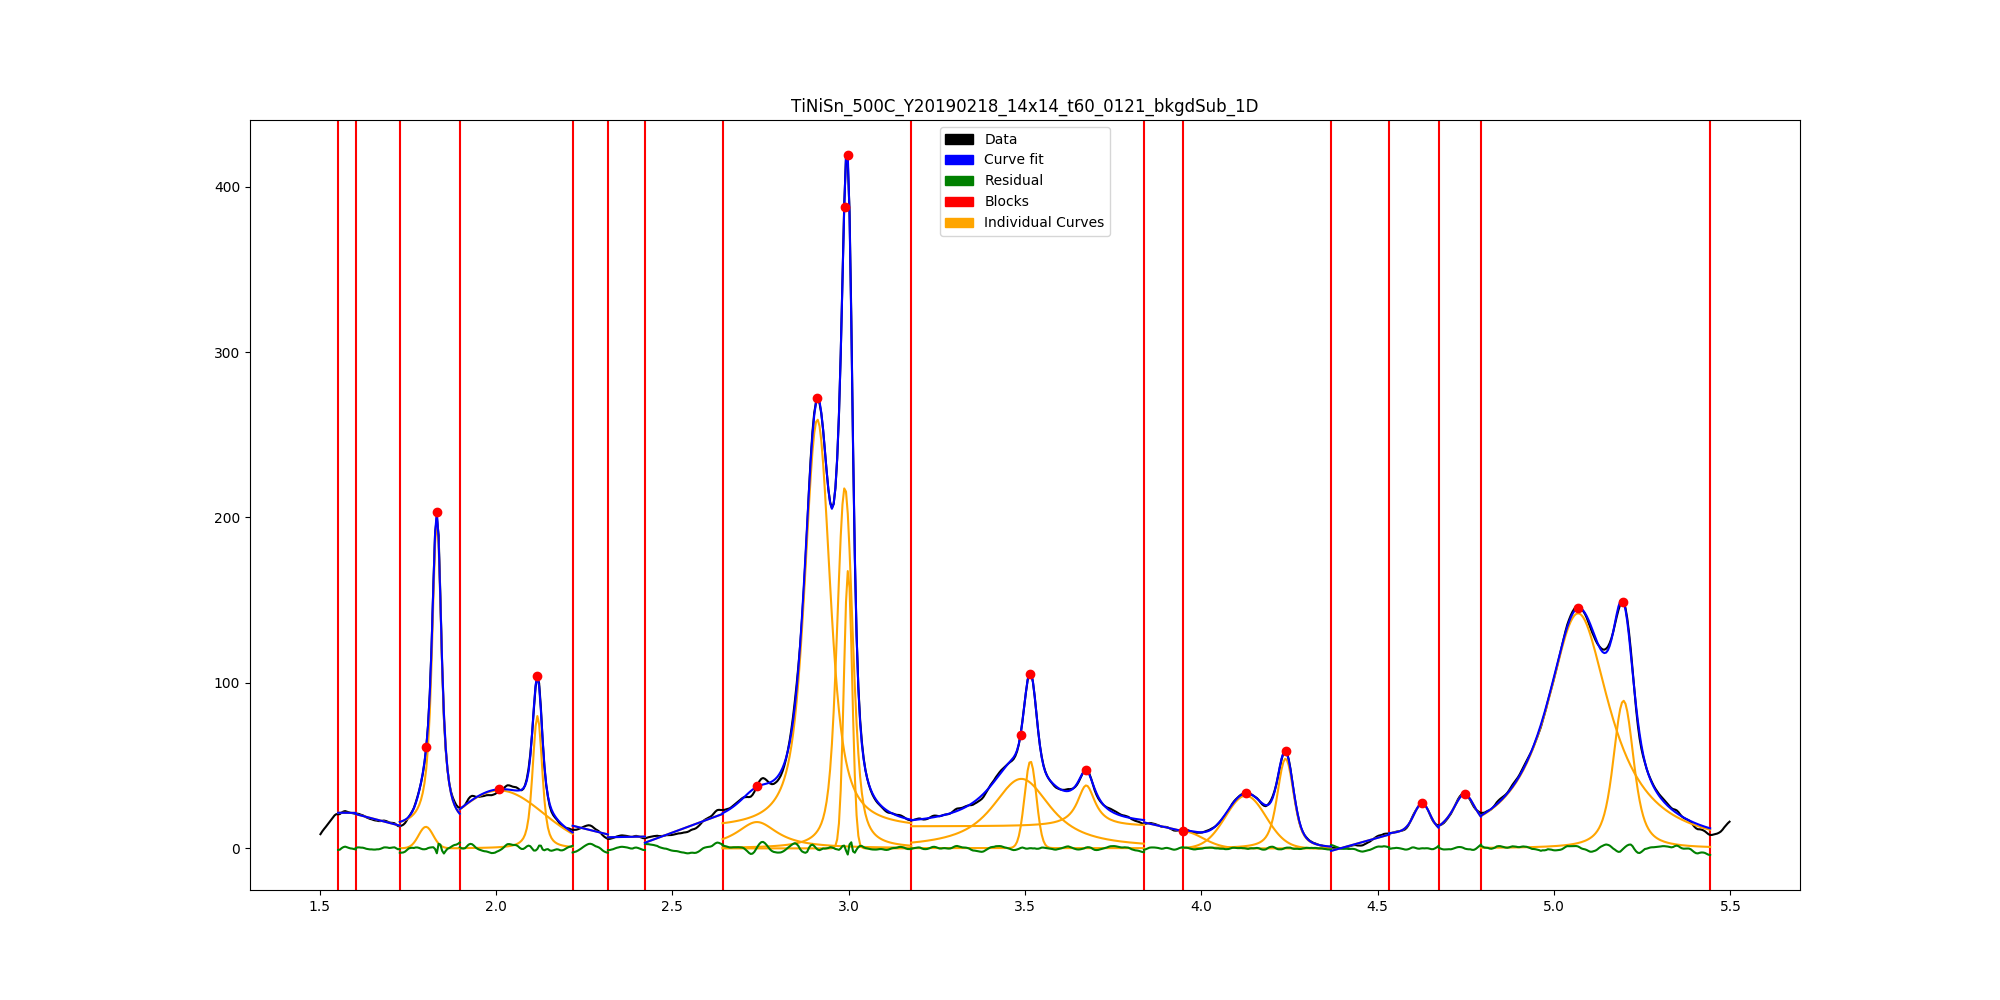 TiNiSn_500C_Y20190218_14x14_t60_0121_bkgdSub_1D
Data
Curve fit
Residual
Blocks
Individual Curves
400
300
200
100
0
1.5 2.0 2.5 3.0 3.5 4.0 4.5 5.0 5.5